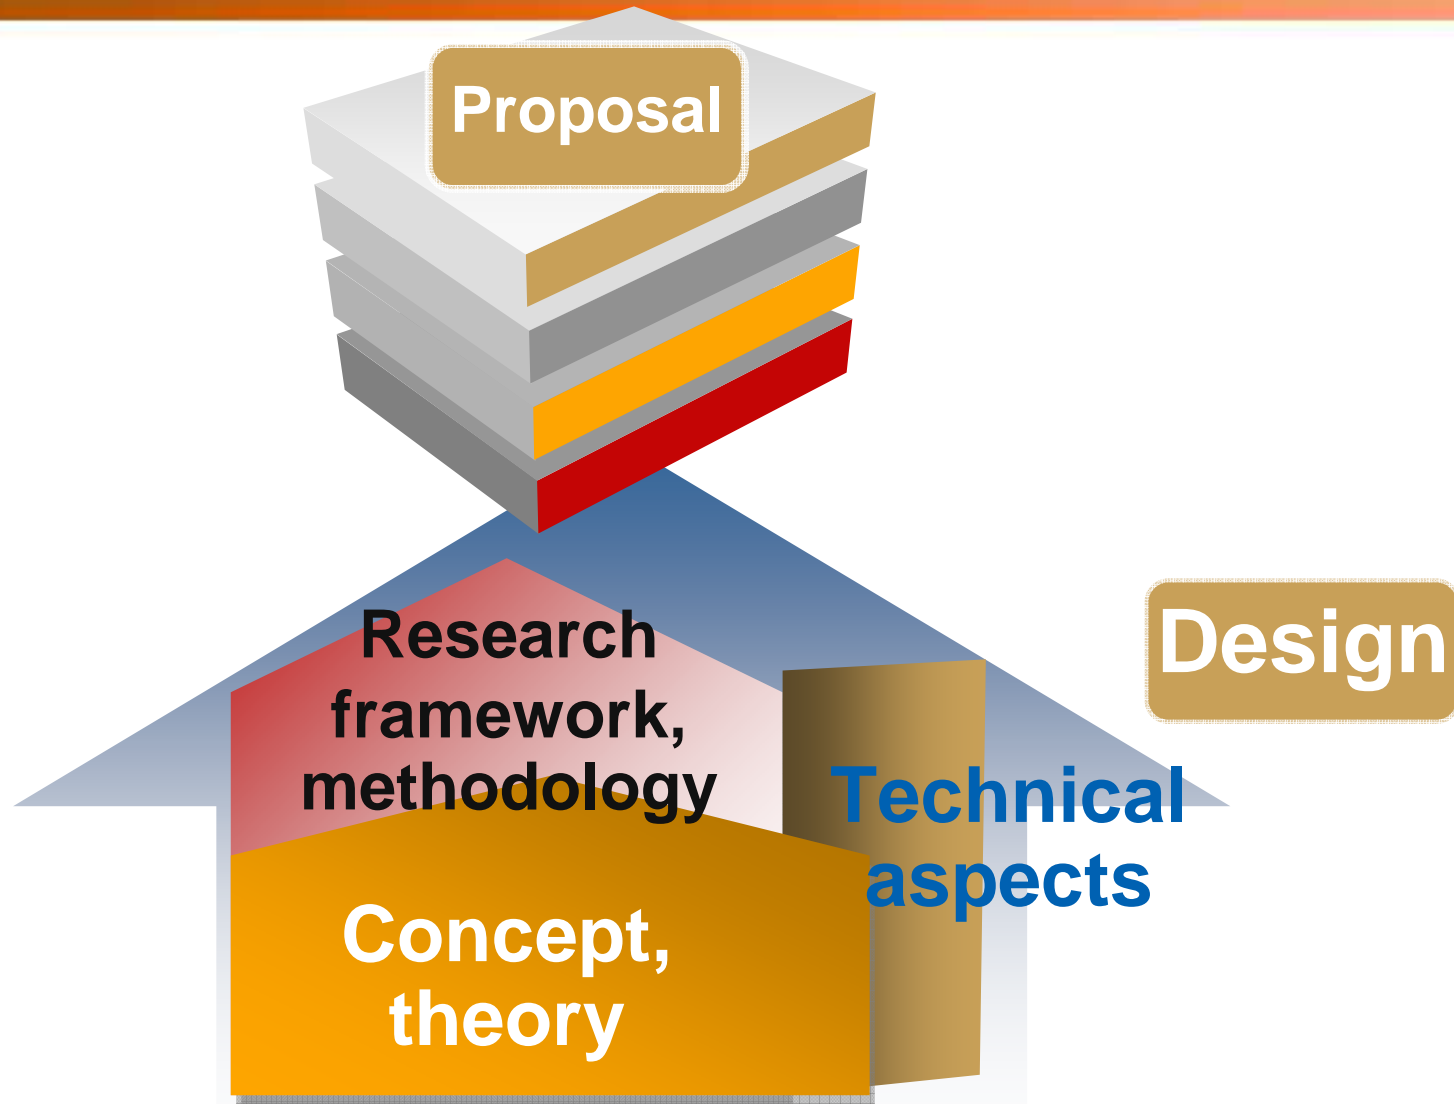 Proposal
Research
framework,
methodology
Design
Technical
aspects
Concept,
theory